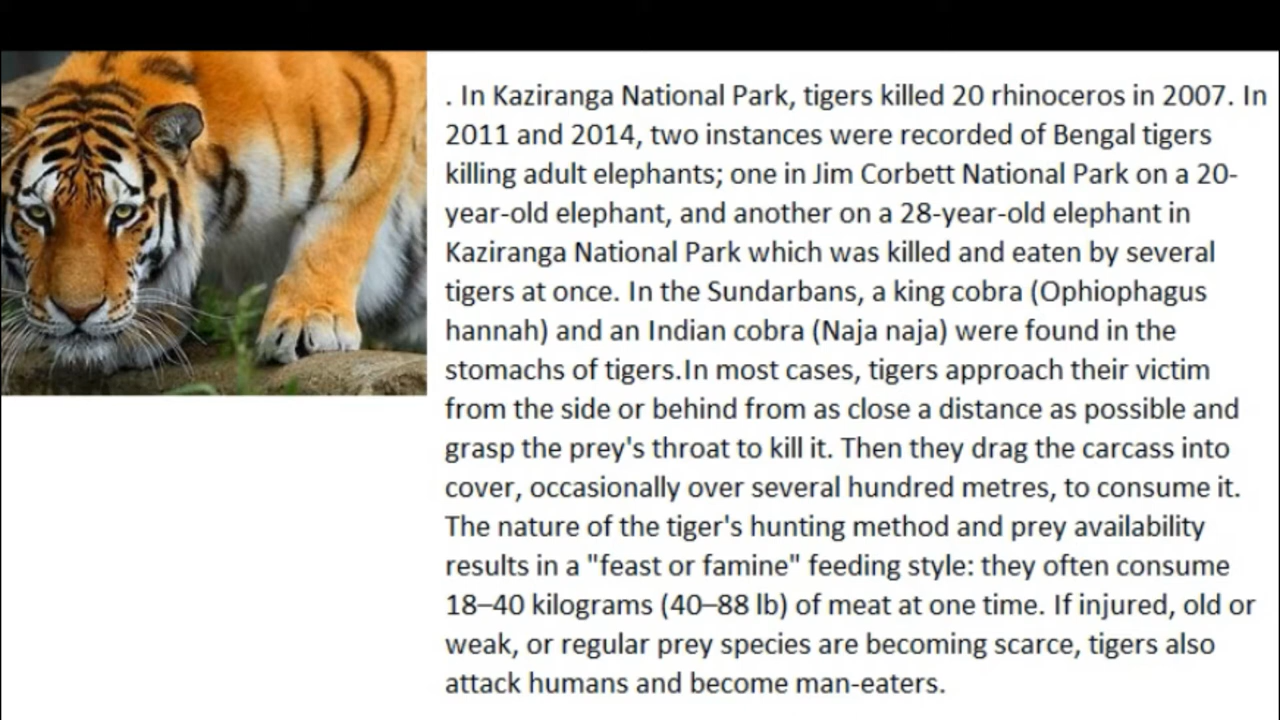 . In Kaziranga National Park, tigers killed 20 rhinoceros in 2007. In
2011 and 2014, two instances were recorded of Bengal tigers
killing adult elephants; one in Jim Corbett National Park on a 20-
year-old elephant, and another on a 28-year-old elephant in
Kaziranga National Park which was killed and eaten by several
tigers at once. In the Sundarbans, a king cobra (Ophiophagus
hannah) and an Indian cobra (Naja naja) were found in the
stomachs of tigers.In most cases, tigers approach their victim
from the side or behind from as close a distance as possible and
grasp the prey's throat to kill it. Then they drag the carcass into
cover, occasionally over several hundred metres, to consume it.
The nature of the tiger's hunting method and prey availability
results in a "feast or famine" feeding style: they often consume
18–40 kilograms (40–88 lb) of meat at one time. If injured, old or
weak, or regular prey species are becoming scarce, tigers also
attack humans and become man-eaters.